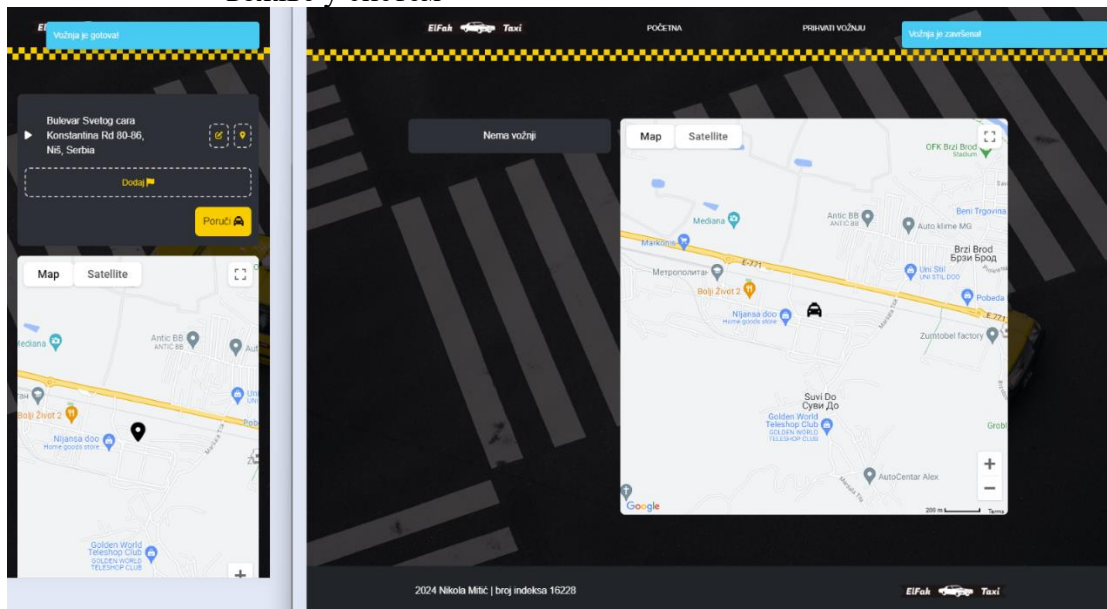 Vožnja je gotova!
Bulevar Svetog cara
Konstantina Rd 80-86,
Niš, Serbia
Dodaj
Poruči
Map Satellite
Antic BB
ANTIC BB
Bolji Život 2
Nijansa doo
Home goods store
Golden World
Teleshop Club
GOLDEN WORLD
TELESHOP CLUB
+
ElFak Taxi
POČETNA
PRIHVATI VOŽNJU
Vožnja je završena!
Nema vožnji
Map Satellite
OFK Brzi Brod
Stadium
Mediana
Antic BB
ANTIC BB
Beni Trgovina
Auto klime MG
Brzi Brod
Брзи Брод
E-771
Метрополитан
Uni Stil
UNI STIL DOO
Bolji Život 2
Pobeda
Nijansa doo
Home goods store
E-771
Zumtobel factory
Suvi Do
Суви До
Golden World
Teleshop Club
GOLDEN WORLD
TELESHOP CLUB
Grobl
AutoCentar Alex
+
−
Google
200 m
Terms
2024 Nikola Mitić | broj indeksa 16228
ElFak Taxi